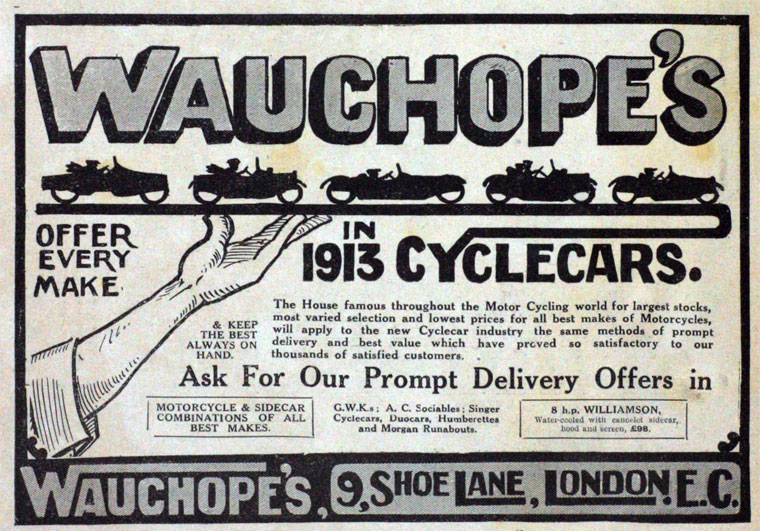 WAUCHOPE'S
OFFER
EVERY
MAKE
IN
1913 CYCLECARS.
& KEEP
THE BEST
ALWAYS ON
HAND.
The House famous throughout the Motor Cycling world for largest stocks,
most varied selection and lowest prices for all best makes of Motorcycles,
will apply to the new Cyclecar industry the same methods of prompt
delivery and best value which have proved so satisfactory to our
thousands of satisfied customers.
Ask For Our Prompt Delivery Offers in
MOTORCYCLE & SIDECAR
COMBINATIONS OF ALL
BEST MAKES.
G.W.K.s; A. C. Sociables; Singer
Cyclecars, Duocars, Humberettes
and Morgan Runabouts.
8 h.p. WILLIAMSON,
Water-cooled with canoelet sidecar,
hood and screen, £98.
WAUCHOPE'S, 9, SHOE LANE, LONDON. E.C.